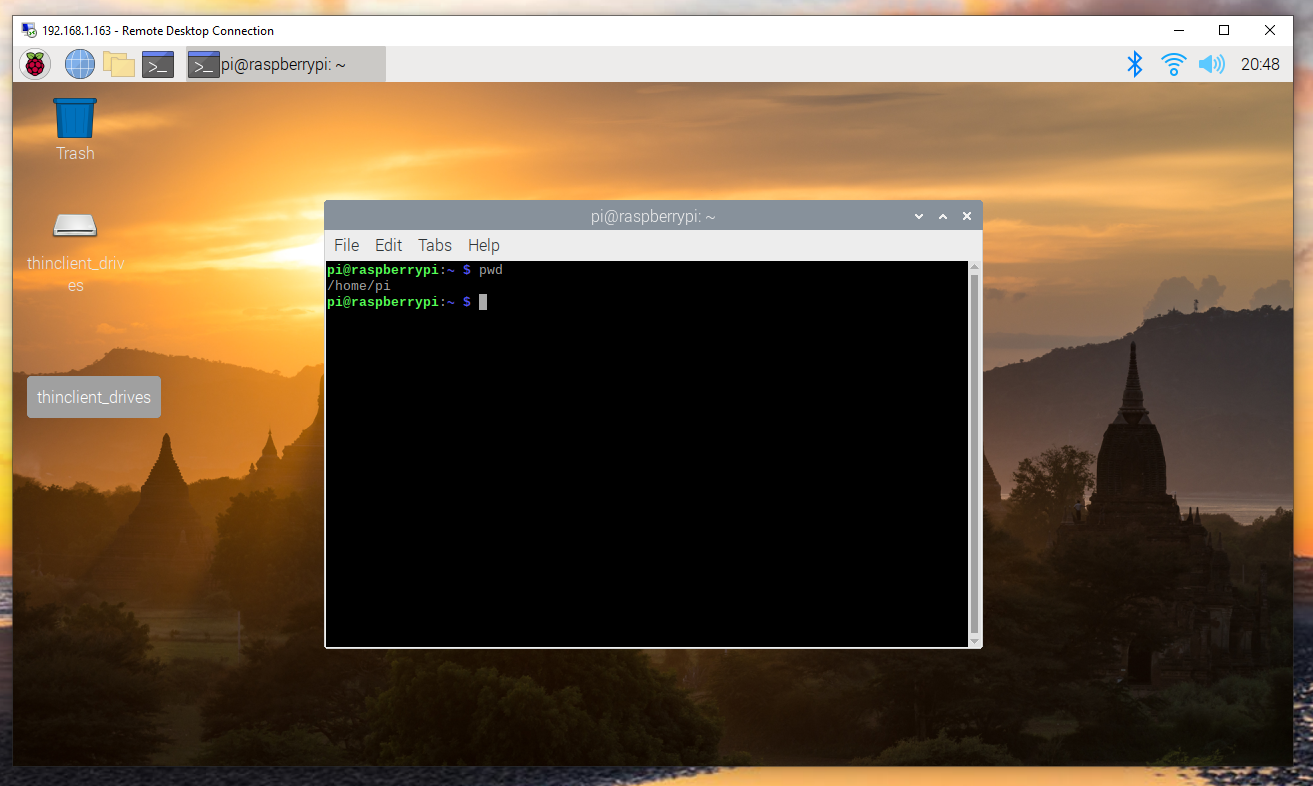 192.168.1.163 - Remote Desktop Connection
pi@raspberrypi: ~
20:48
Trash
thinclient_driv
es
thinclient_drives
pi@raspberrypi: ~
File Edit Tabs Help
pi@raspberrypi:~ $ pwd
/home/pi
pi@raspberrypi:~ $